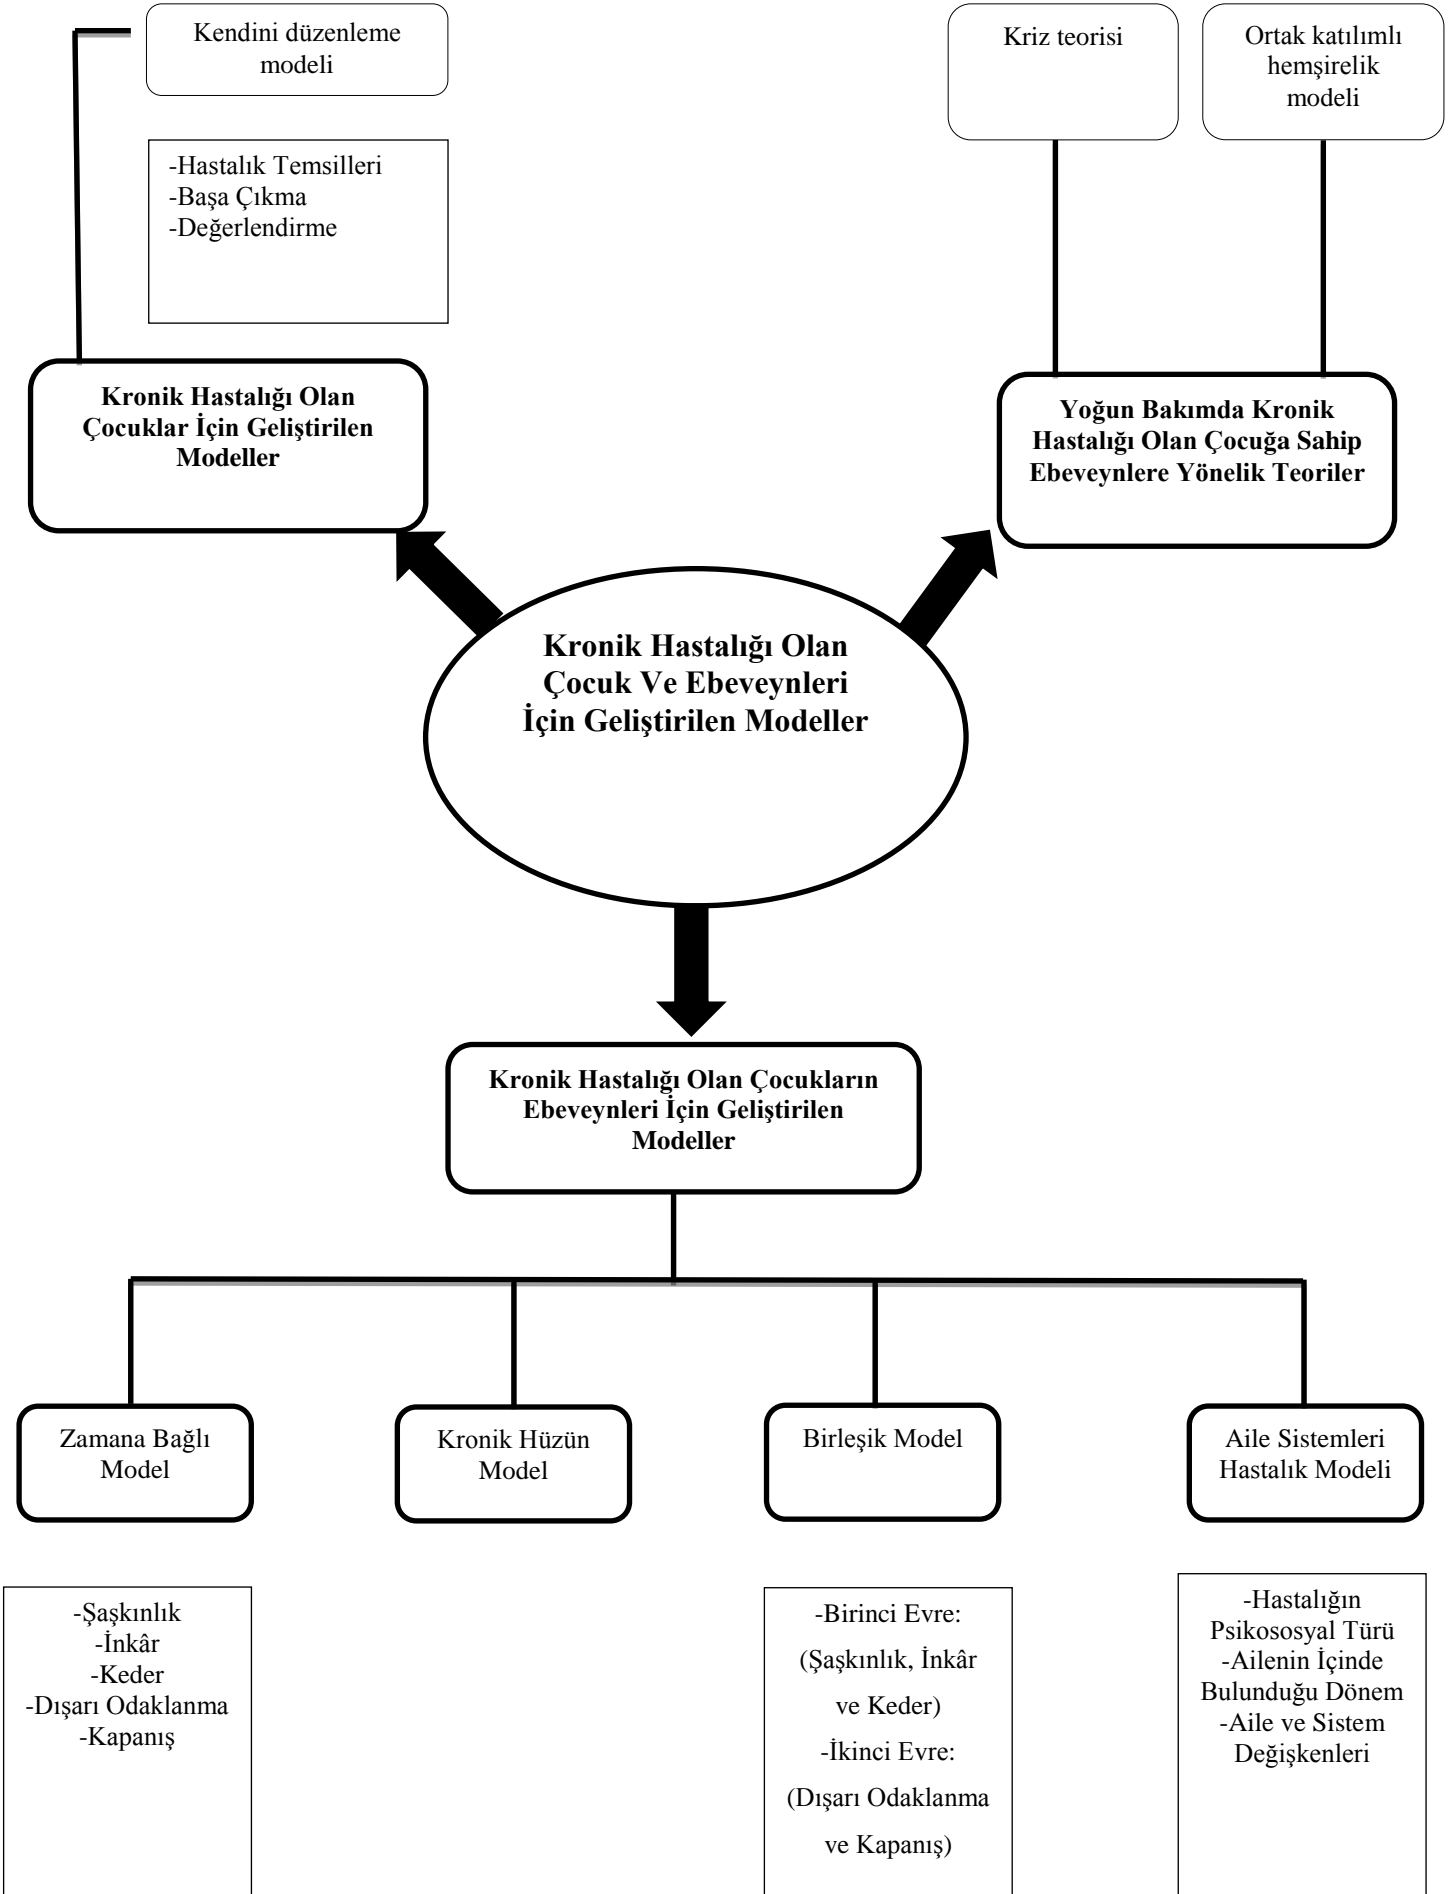 Kendini düzenleme
modeli
Kriz teorisi
Ortak katılımlı
hemşirelik
modeli
-Hastalık Temsilleri
-Başa Çıkma
-Değerlendirme
Kronik Hastalığı Olan
Çocuklar İçin Geliştirilen
Modeller
Yoğun Bakımda Kronik
Hastalığı Olan Çocuğa Sahip
Ebeveynlere Yönelik Teoriler
Kronik Hastalığı Olan
Çocuk Ve Ebeveynleri
İçin Geliştirilen Modeller
Kronik Hastalığı Olan Çocukların
Ebeveynleri İçin Geliştirilen
Modeller
Zamana Bağlı
Model
Kronik Hüzün
Model
Birleşik Model
Aile Sistemleri
Hastalık Modeli
-Şaşkınlık
-İnkâr
-Keder
-Dışarı Odaklanma
-Kapanış
-Birinci Evre:
(Şaşkınlık, İnkâr
ve Keder)
-İkinci Evre:
(Dışarı Odaklanma
ve Kapanış)
-Hastalığın
Psikososyal Türü
-Ailenin İçinde
Bulunduğu Dönem
-Aile ve Sistem
Değişkenleri